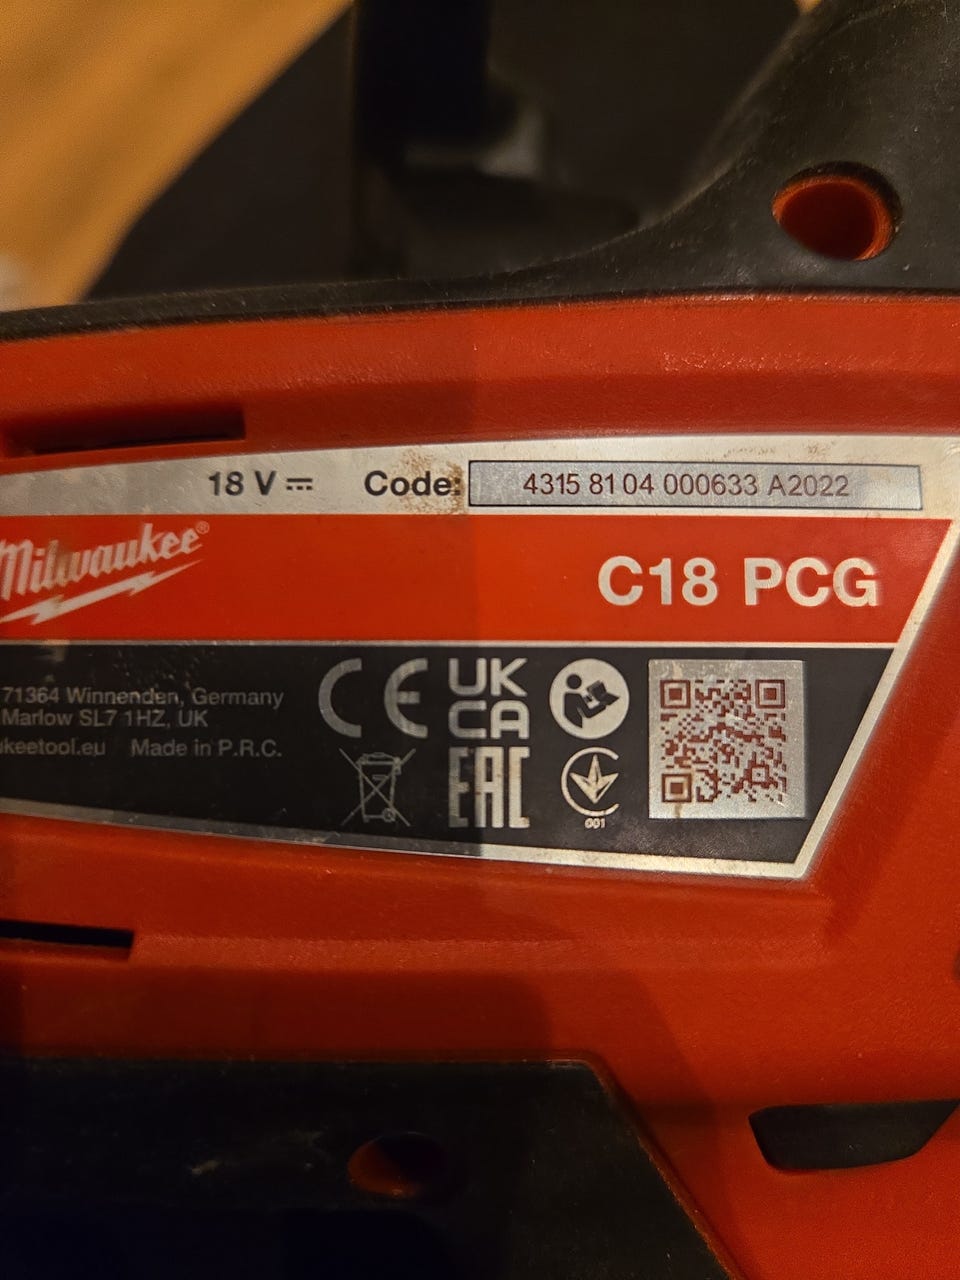 18 V Code: 4315 81 04 000633 A2022
Milwaukee®
C18 PCG
71364 Winnenden, Germany
Marlow SL7 1HZ, UK
keetool.eu Made in P.R.C.
CE
UK
CA
EAC
001